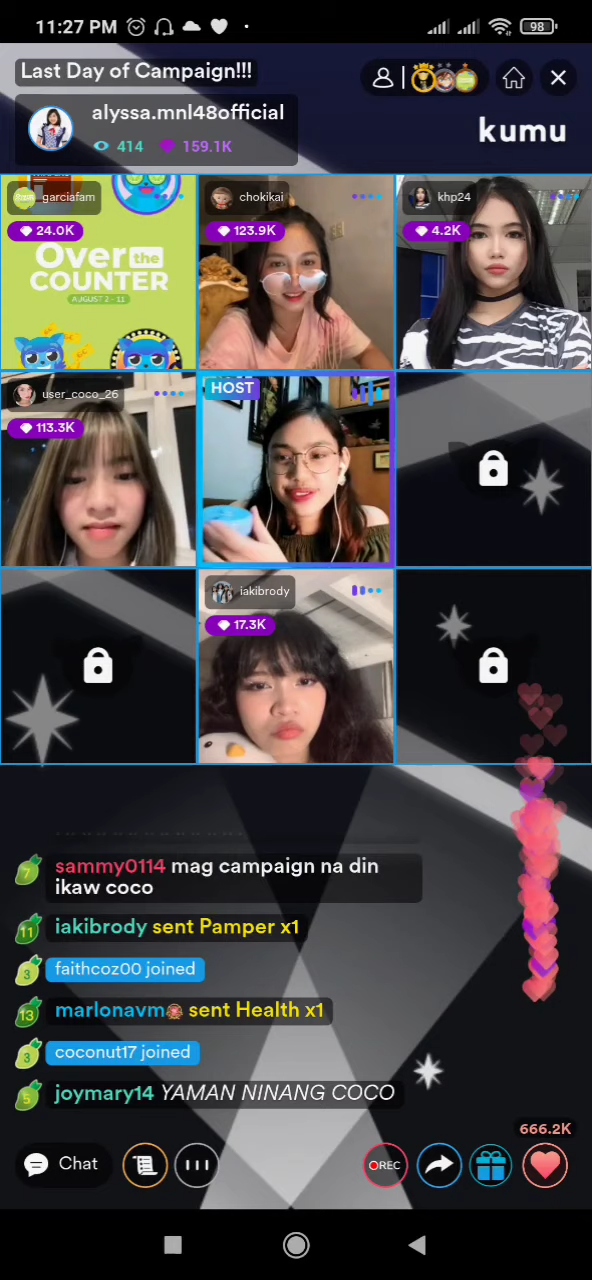 11:27 PM
98
Last Day of Campaign!!!
alyssa.mnl48official
414 159.1K
kumu
garciafam
24.0K
Over the
COUNTER
AUGUST 2 - 11
chokikai
123.9K
khp24
4.2K
user_coco_26
113.3K
HOST
iakibrody
17.3K
7 sammy0114 mag campaign na din
ikaw coco
11 iakibrody sent Pamper x1
3 faithcoz00 joined
13 marlonavm sent Health x1
3 coconut17 joined
5 joymary14 YAMAN NINANG COCO
666.2K
Chat
REC